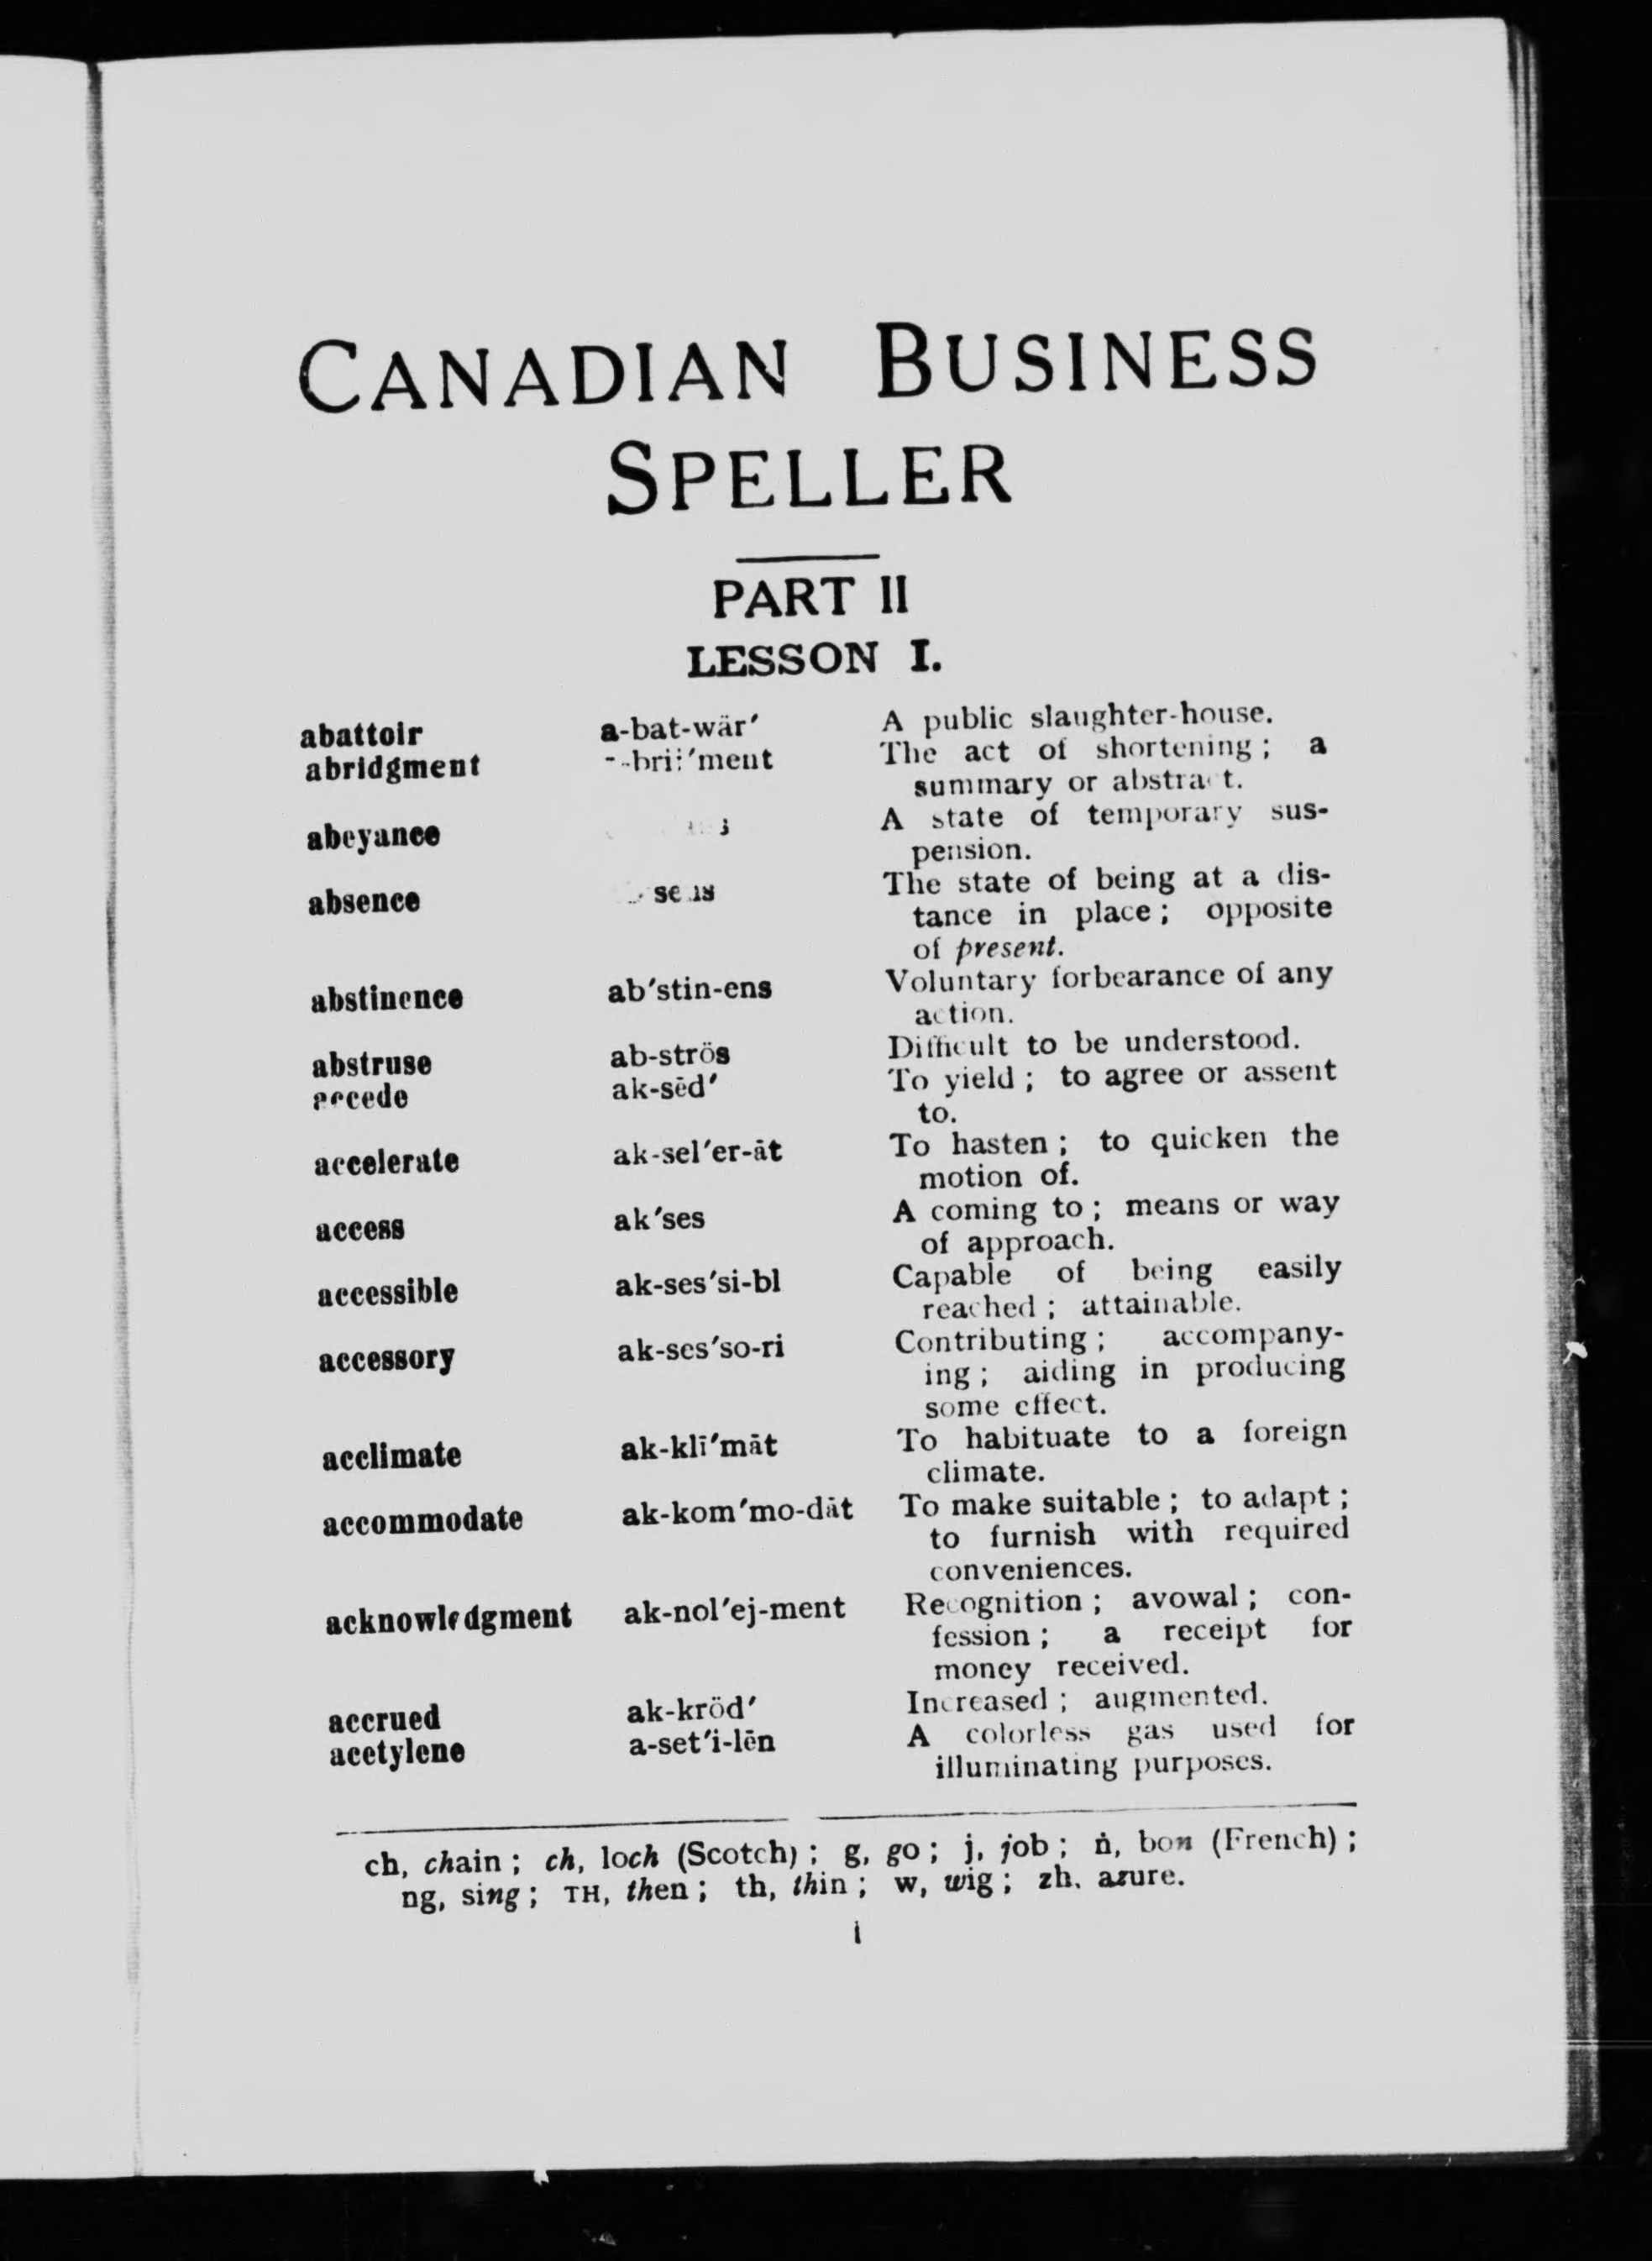 CANADIAN BUSINESS
SPELLER
PART II
LESSON I.
abattoir a-bat-wär′ A public slaughter-house.
abridgment The act of shortening ; a
summary or abstract.
abeyance A state of temporary sus-
pension.
absence The state of being at a dis-
tance in place ; opposite
of present.
abstinence ab′stin-ens Voluntary forbearance of any
action.
abstruse ab-strös Difficult to be understood.
accede ak-sēd′ To yield ; to agree or assent
to.
accelerate ak-sel′er-āt To hasten ; to quicken the
motion of.
access ak′ses A coming to ; means or way
of approach.
accessible ak-ses′si-bl Capable of being easily
reached ; attainable.
accessory ak-ses′so-ri Contributing ; accompany-
ing ; aiding in producing
some effect.
acclimate ak-klī′māt To habituate to a foreign
climate.
accommodate ak-kom′mo-dāt To make suitable ; to adapt ;
to furnish with required
conveniences.
acknowledgment ak-nol′ej-ment Recognition ; avowal ; con-
fession ; a receipt for
money received.
accrued ak-kröd′ Increased ; augmented.
acetylene a-set′i-lēn A colorless gas used for
illuminating purposes.
ch, chain ; ch, loch (Scotch) ; g, go ; j, job ; ṅ, bon (French) ;
ng, sing ; TH, then ; th, thin ; w, wig ; zh, azure.
i